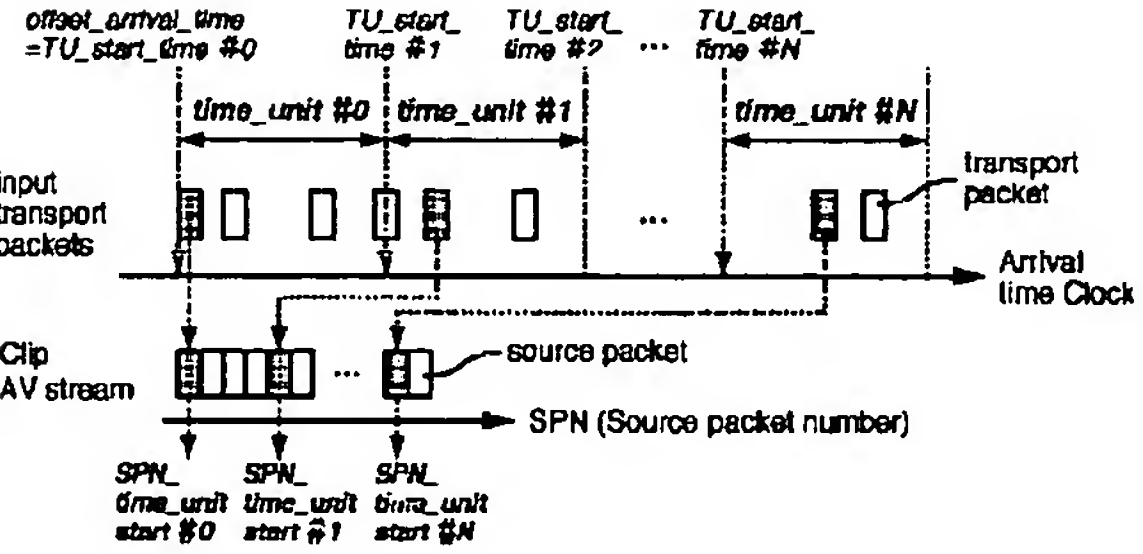 offset_arrival_time
=TU_start_time #0
TU_start_
time #1
TU_start_
time #2
...
TU_start_
time #N
time_unit #0
time_unit #1
time_unit #N
input
transport
packets
...
transport
packet
Arrival
time Clock
Clip
AV stream
...
source packet
SPN (Source packet number)
SPN_
time_unit
start #0
SPN_
time_unit
start #1
SPN_
time_unit
start #N